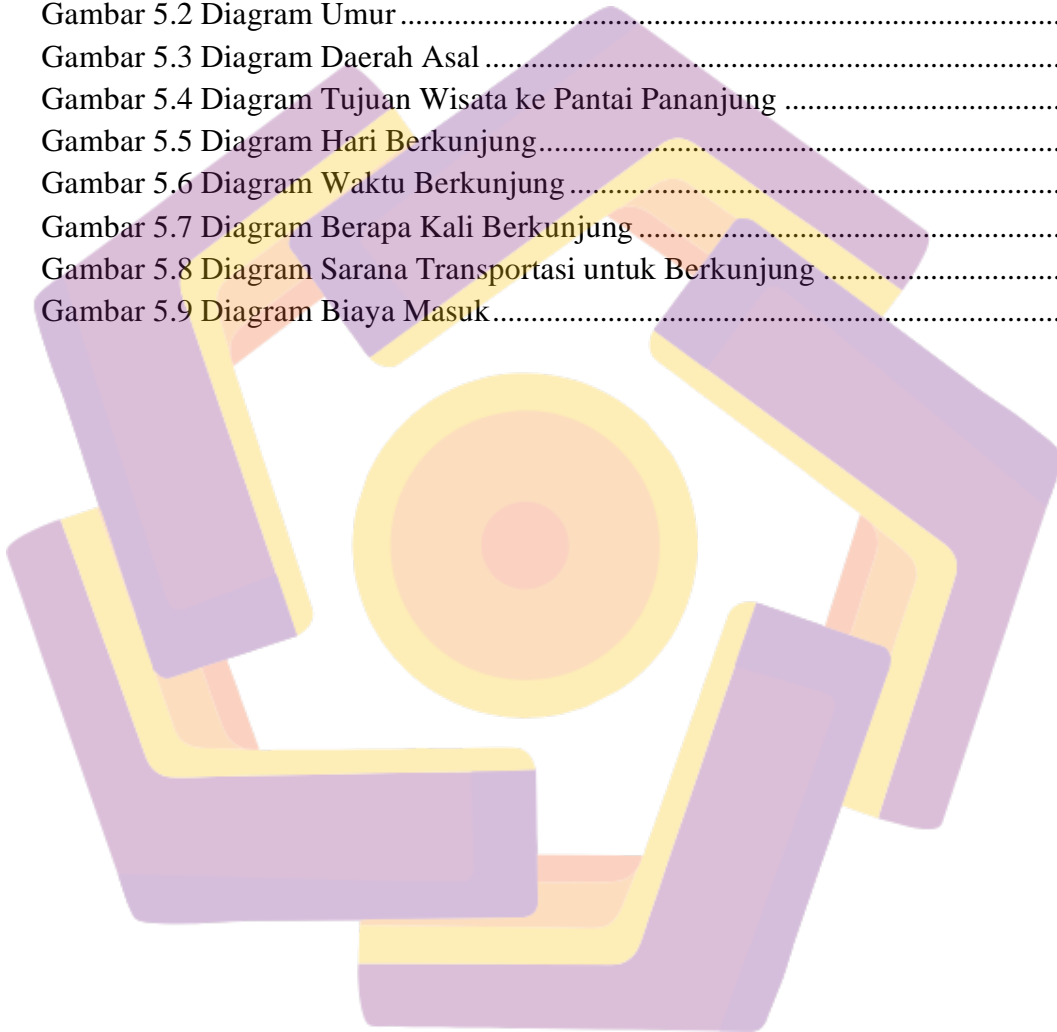 Gambar 5.2 Diagram Umur ................................................................................
Gambar 5.3 Diagram Daerah Asal .....................................................................
Gambar 5.4 Diagram Tujuan Wisata ke Pantai Pananjung ................................
Gambar 5.5 Diagram Hari Berkunjung..............................................................
Gambar 5.6 Diagram Waktu Berkunjung ..........................................................
Gambar 5.7 Diagram Berapa Kali Berkunjung ..................................................
Gambar 5.8 Diagram Sarana Transportasi untuk Berkunjung ...........................
Gambar 5.9 Diagram Biaya Masuk....................................................................